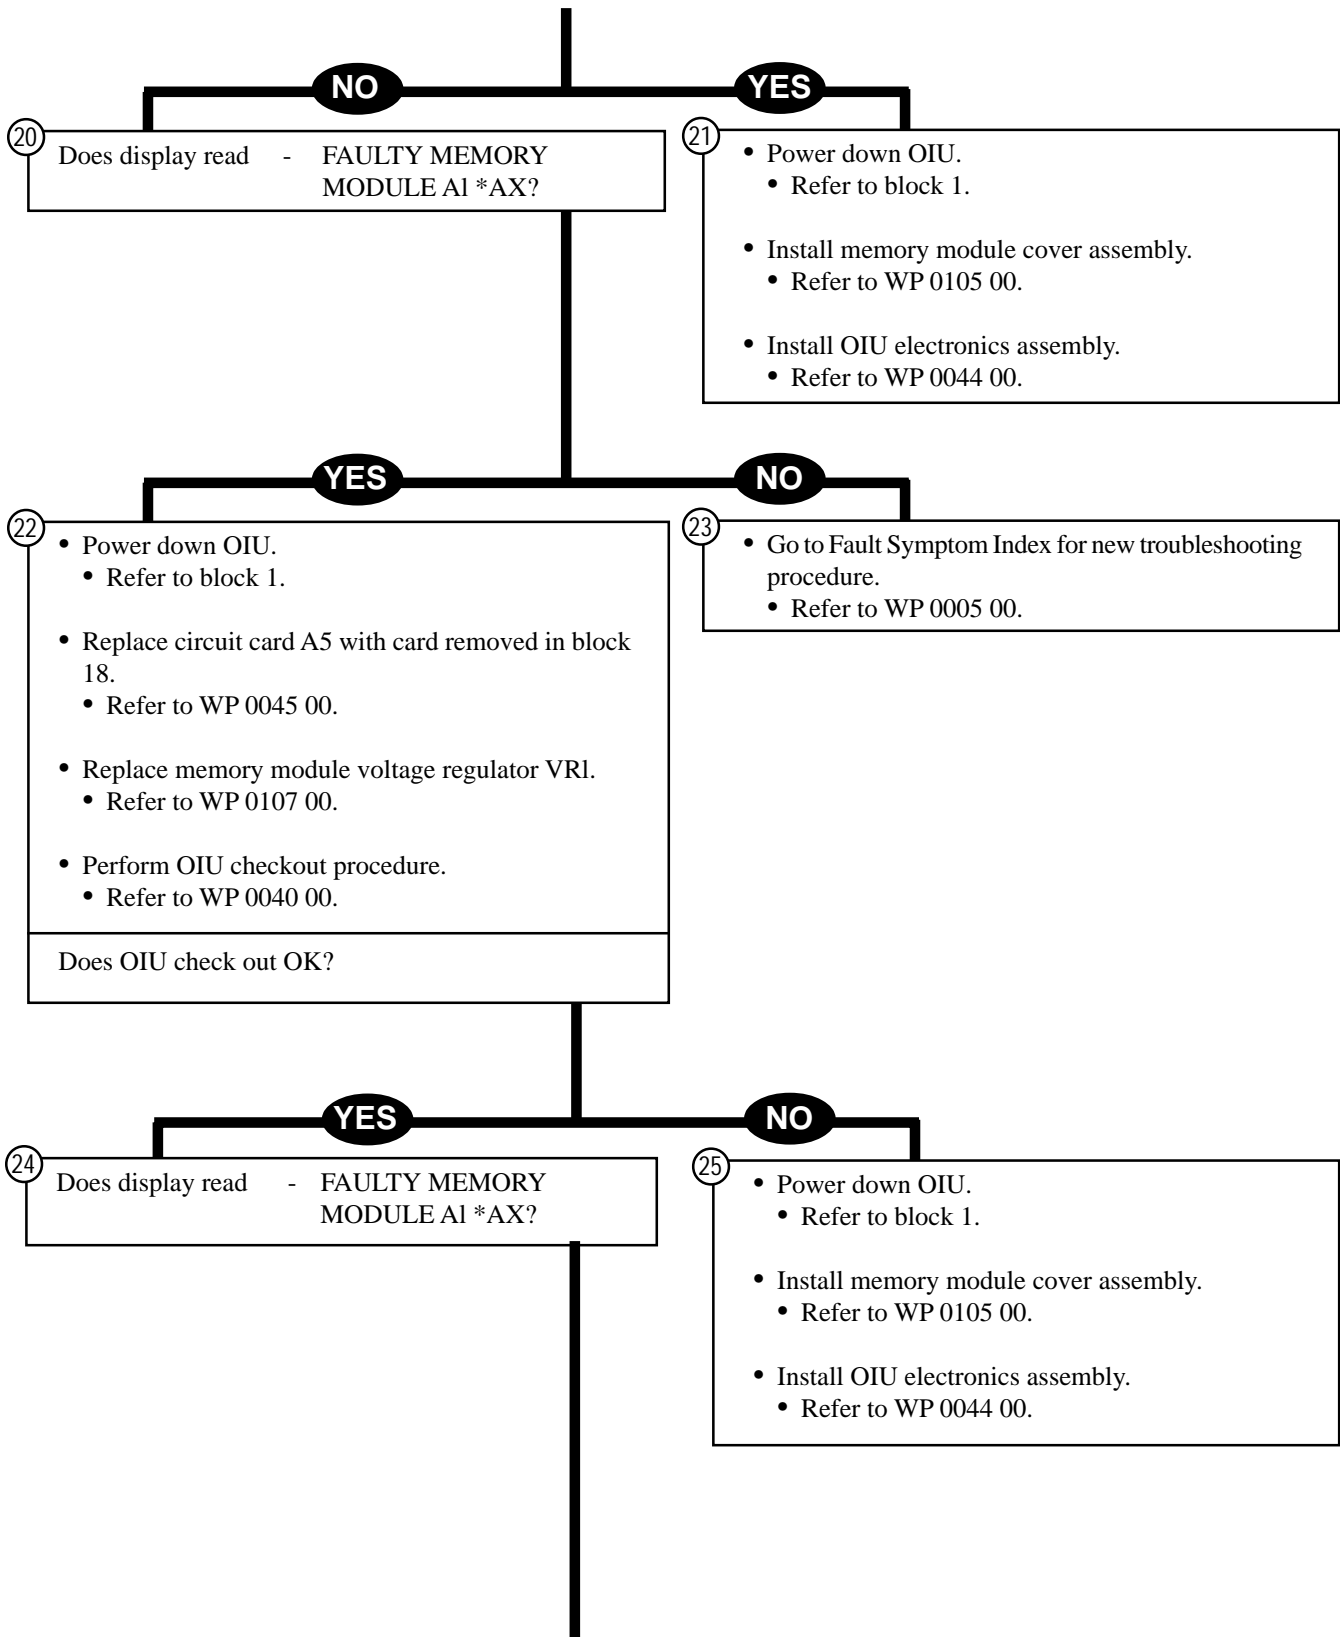 NO
YES
20
Does display read - FAULTY MEMORY
MODULE Al *AX?
21
• Power down OIU.
• Refer to block 1.
• Install memory module cover assembly.
• Refer to WP 0105 00.
• Install OIU electronics assembly.
• Refer to WP 0044 00.
YES
NO
22
• Power down OIU.
• Refer to block 1.
• Replace circuit card A5 with card removed in block
18.
• Refer to WP 0045 00.
• Replace memory module voltage regulator VRl.
• Refer to WP 0107 00.
• Perform OIU checkout procedure.
• Refer to WP 0040 00.
Does OIU check out OK?
23
• Go to Fault Symptom Index for new troubleshooting
procedure.
• Refer to WP 0005 00.
YES
NO
24
Does display read - FAULTY MEMORY
MODULE Al *AX?
25
• Power down OIU.
• Refer to block 1.
• Install memory module cover assembly.
• Refer to WP 0105 00.
• Install OIU electronics assembly.
• Refer to WP 0044 00.